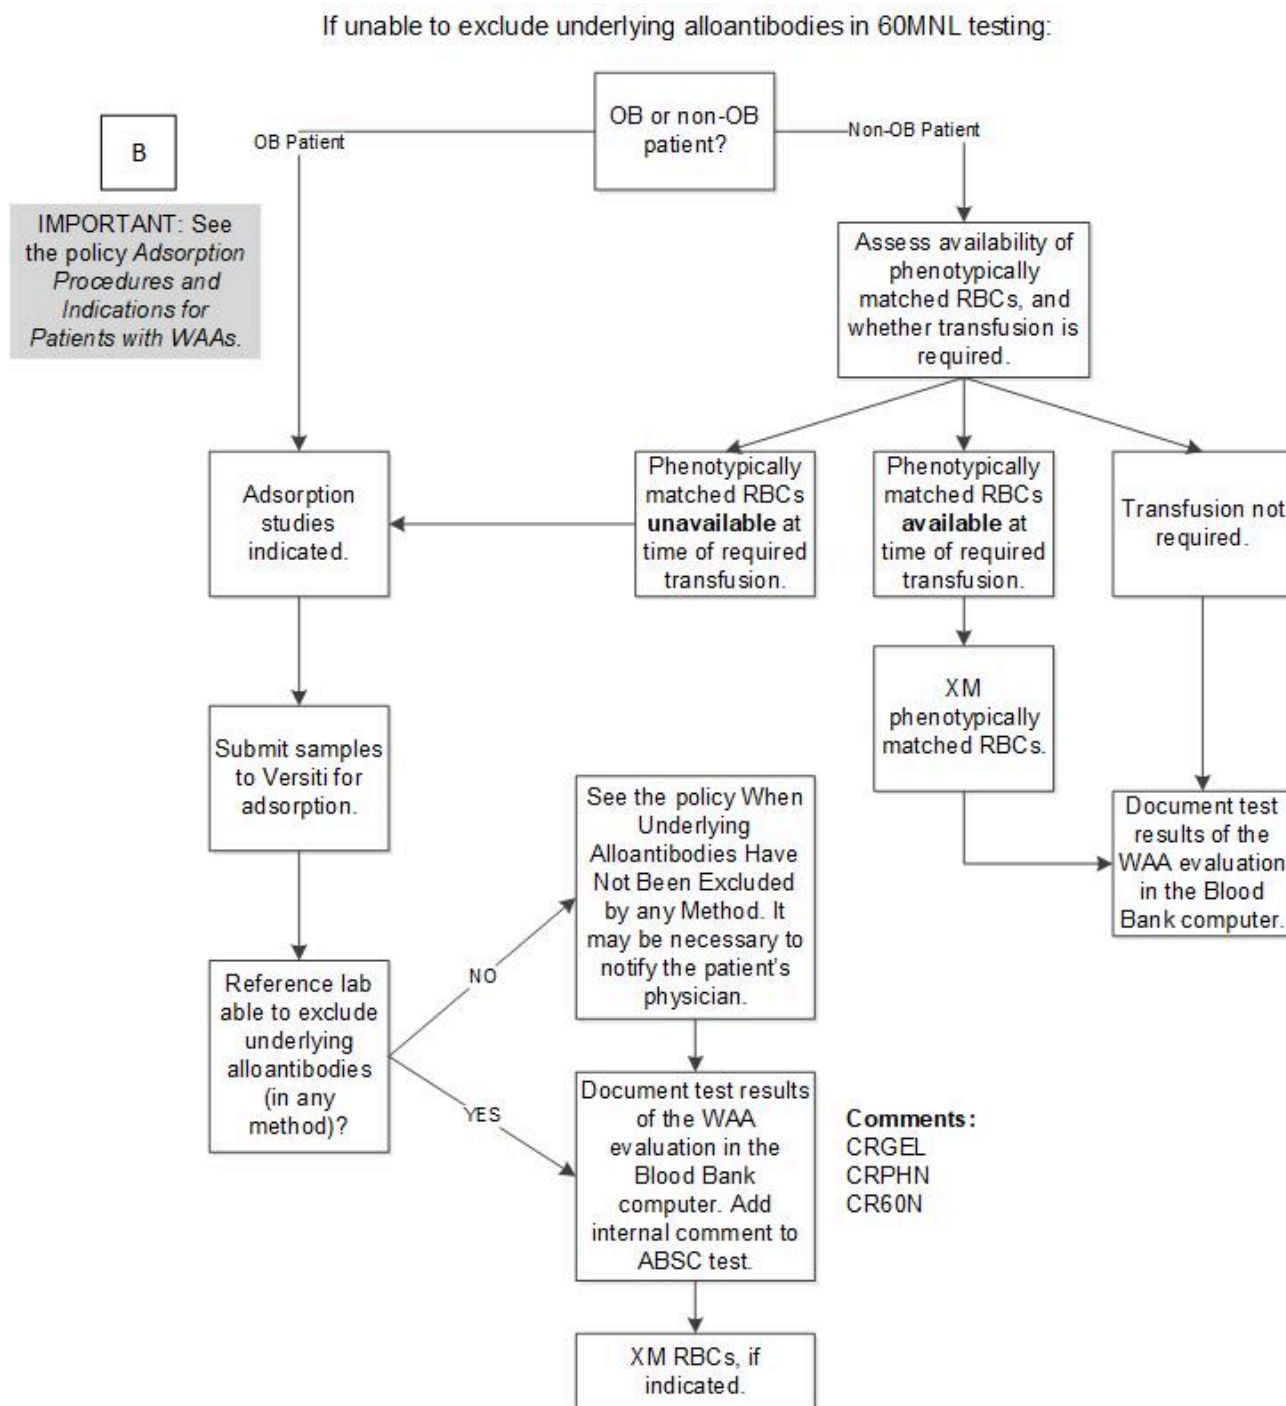 If unable to exclude underlying alloantibodies in 60MNL testing:
B
IMPORTANT: See
the policy Adsorption
Procedures and
Indications for
Patients with WAAs.
OB or non-OB
patient?
OB Patient
Non-OB Patient
Assess availability of
phenotypically
matched RBCs, and
whether transfusion is
required.
Adsorption
studies
indicated.
Phenotypically
matched RBCs
unavailable at
time of required
transfusion.
Phenotypically
matched RBCs
available at
time of required
transfusion.
Transfusion not
required.
XM
phenotypically
matched RBCs.
Submit samples
to Versiti for
adsorption.
See the policy When
Underlying
Alloantibodies Have
Not Been Excluded
by any Method. It
may be necessary to
notify the patient's
physician.
Document test
results of the
WAA evaluation
in the Blood
Bank computer.
Reference lab
able to exclude
underlying
alloantibodies
(in any
method)?
NO
YES
Document test results
of the WAA
evaluation in the
Blood Bank
computer. Add
internal comment to
ABSC test.
Comments:
CRGEL
CRPHN
CR60N
XM RBCs, if
indicated.